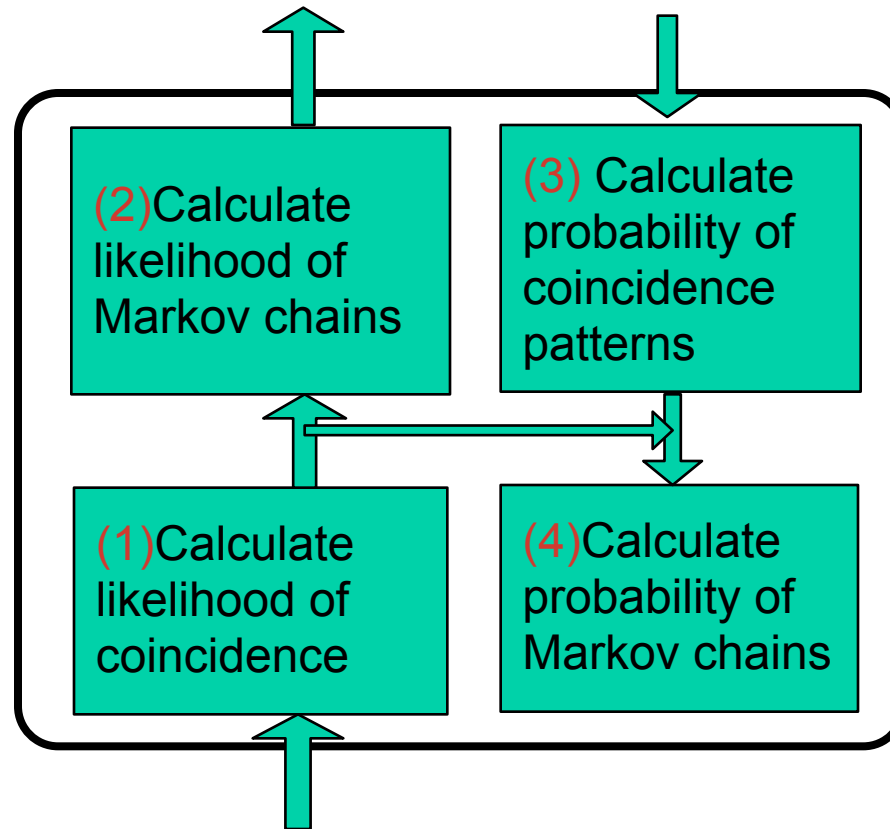 (2)Calculate
likelihood of
Markov chains
(3) Calculate
probability of
coincidence
patterns
(1)Calculate
likelihood of
coincidence
(4)Calculate
probability of
Markov chains